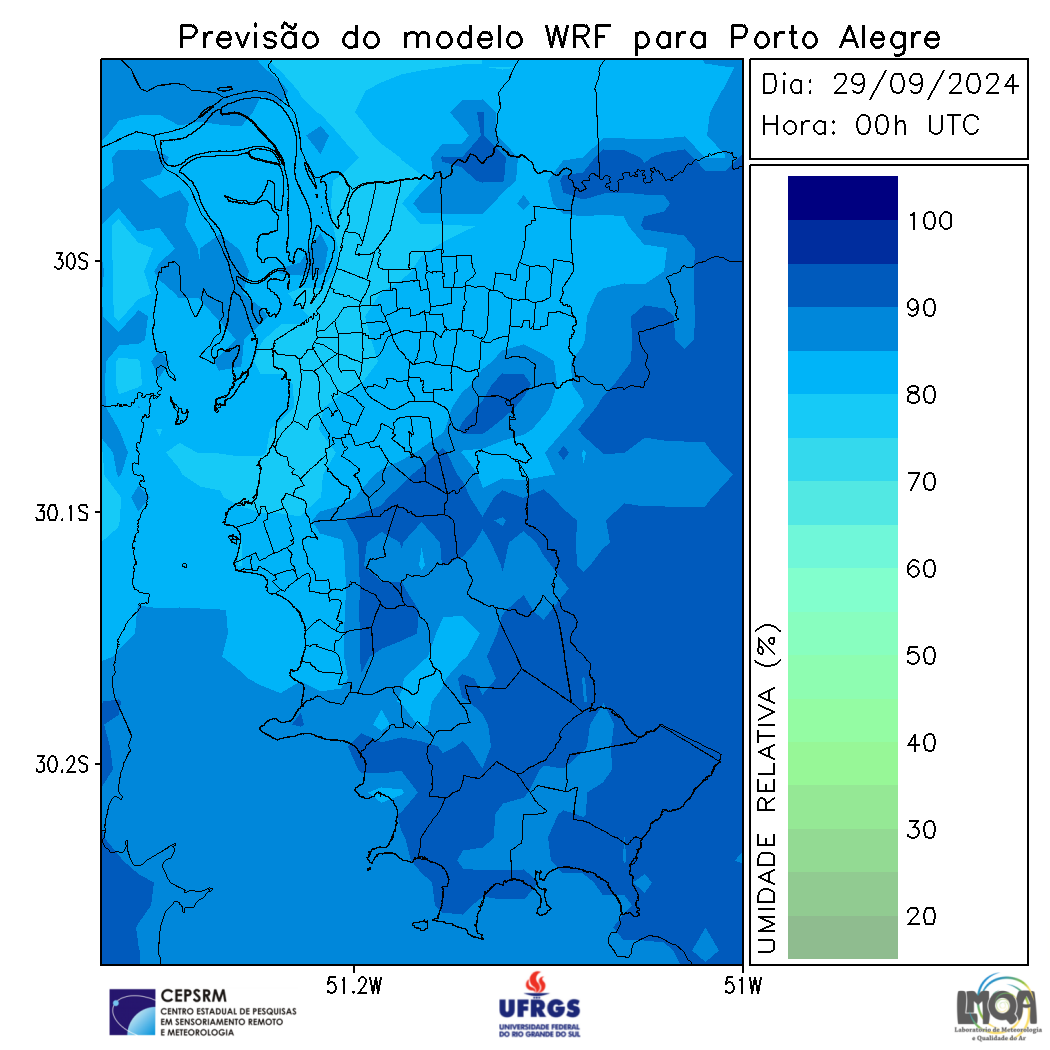 Previsão do modelo WRF para Porto Alegre
Dia: 29/09/2024
Hora: 00h UTC
30S
30.1S
30.2S
51.2W
51W
100
90
80
70
60
50
40
30
20
UMIDADE RELATIVA (%)
CEPSRM
CENTRO ESTADUAL DE PESQUISAS
EM SENSORIAMENTO REMOTO
E METEOROLOGIA
UFRGS
UNIVERSIDADE FEDERAL
DO RIO GRANDE DO SUL
LMQA
Laboratório de Meteorologia
e Qualidade do Ar